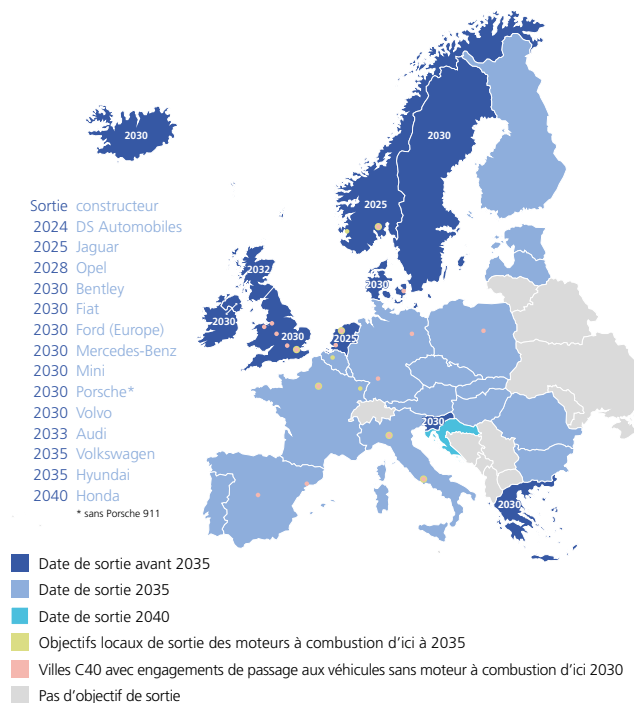 2030
2030
2025
Sortie constructeur
2024 DS Automobiles
2025 Jaguar
2028 Opel
2030 Bentley
2030 Fiat
2030 Ford (Europe)
2030 Mercedes-Benz
2030 Mini
2030 Porsche*
2030 Volvo
2033 Audi
2035 Volkswagen
2035 Hyundai
2040 Honda
* sans Porsche 911
2032
2030
2030
2030
2025
2030
2030
Date de sortie avant 2035
Date de sortie 2035
Date de sortie 2040
Objectifs locaux de sortie des moteurs à combustion d'ici à 2035
Villes C40 avec engagements de passage aux véhicules sans moteur à combustion d'ici 2030
Pas d'objectif de sortie